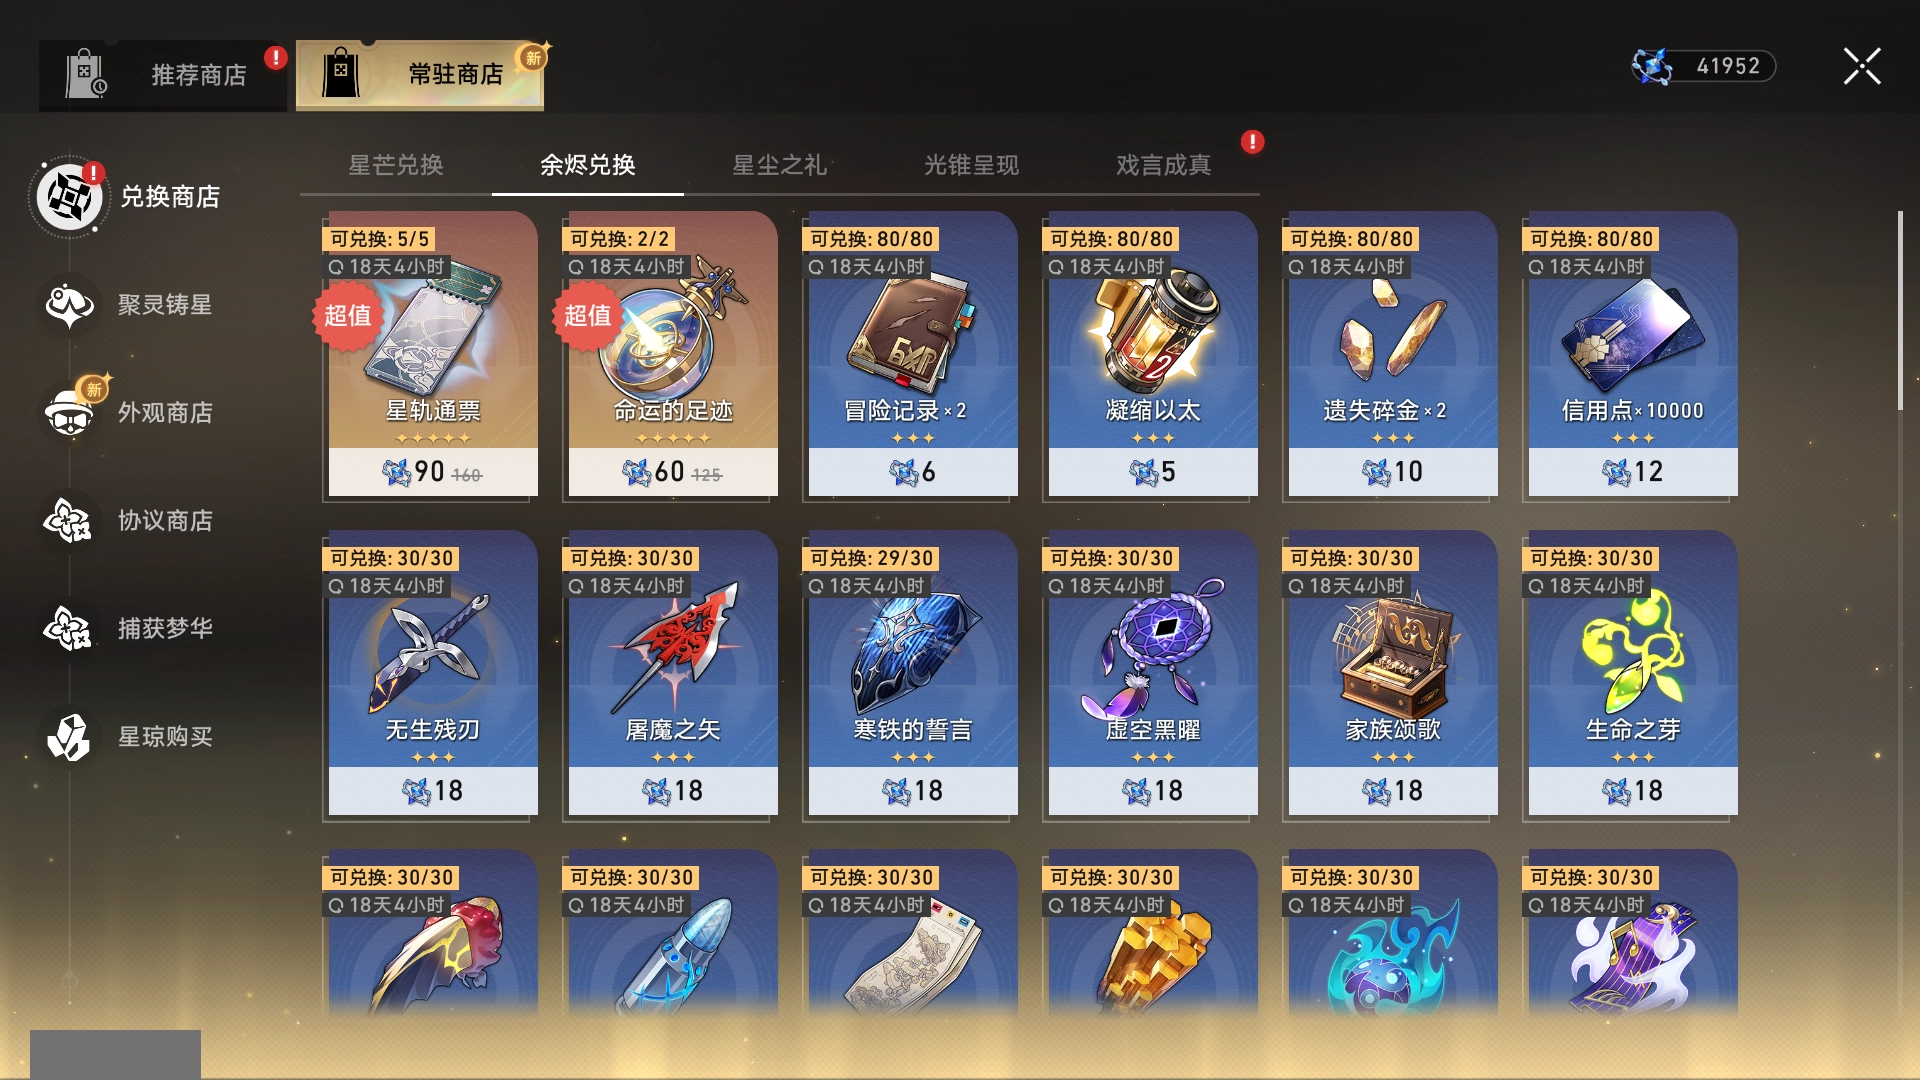 推荐商店
常驻商店
新
41952
兑换商店
聚灵铸星
外观商店
新
协议商店
捕获梦华
星琼购买
星芒兑换
余烬兑换
星尘之礼
光锥呈现
戏言成真
可兑换: 5/5
18天4小时
超值
星轨通票
90 160
可兑换: 2/2
18天4小时
超值
命运的足迹
60 125
可兑换: 80/80
18天4小时
冒险记录×2
6
可兑换: 80/80
18天4小时
2
凝缩以太
5
可兑换: 80/80
18天4小时
遗失碎金×2
10
可兑换: 80/80
18天4小时
信用点×10000
12
可兑换: 30/30
18天4小时
无生残刃
18
可兑换: 30/30
18天4小时
屠魔之矢
18
可兑换: 29/30
18天4小时
寒铁的誓言
18
可兑换: 30/30
18天4小时
虚空黑曜
18
可兑换: 30/30
18天4小时
家族颂歌
18
可兑换: 30/30
18天4小时
生命之芽
18
可兑换: 30/30
18天4小时
可兑换: 30/30
18天4小时
可兑换: 30/30
18天4小时
可兑换: 30/30
18天4小时
可兑换: 30/30
18天4小时
可兑换: 30/30
18天4小时